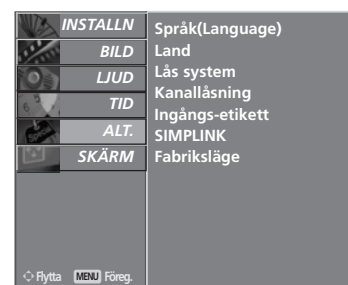 INSTALLN
BILD
LJUD
TID
ALT.
SKÄRM
Språk(Language)
Land
Lås system
Kanallåsning
Ingångs-etikett
SIMPLINK
Fabriksläge
Flytta MENU Föreg.